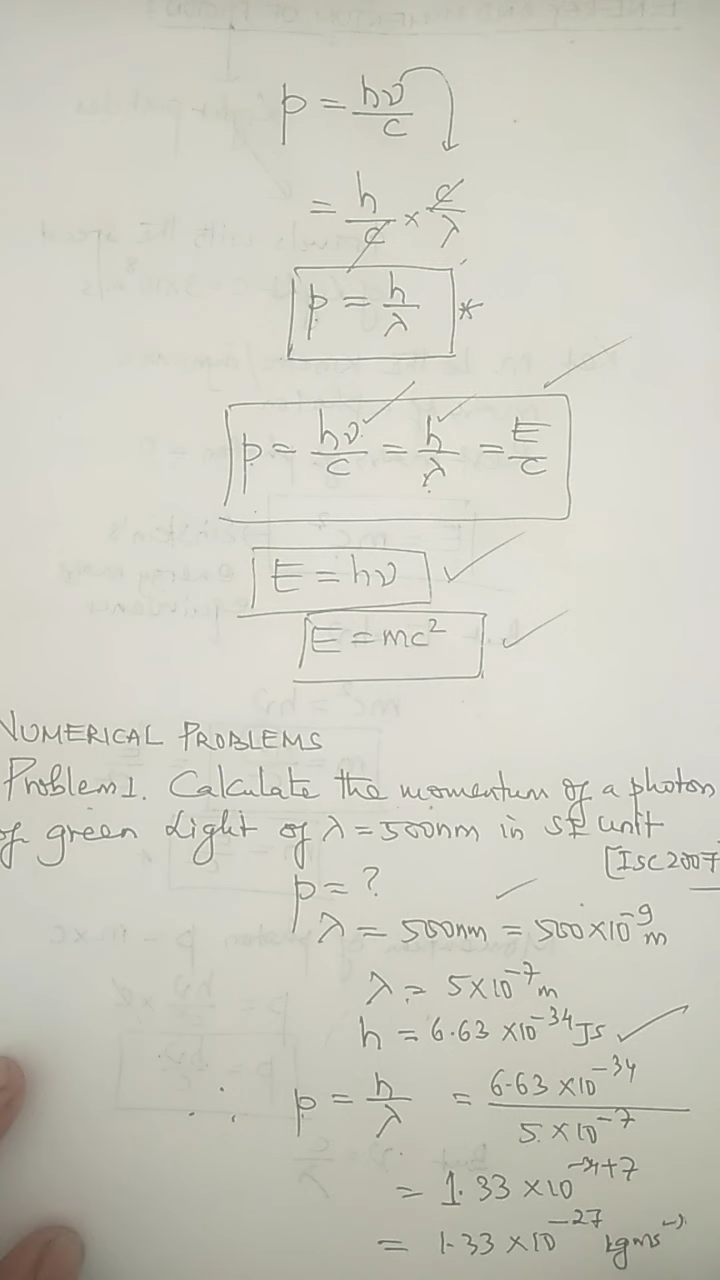 p = hν/c
= h/c × c/λ
p = h/λ *
p = hν/c = h/λ = E/c
E = hν
E = mc²
NUMERICAL PROBLEMS
Problem 1. Calculate the momentum of a photon
of green Light of λ = 500nm in SI unit
[ISC 2007
p = ?
λ = 500nm = 500×10⁻⁹ m
λ = 5×10⁻⁷ m
h = 6.63 ×10⁻³⁴ Js
∴ p = h/λ = 6.63 ×10⁻³⁴ / 5×10⁻⁷
= 1.33 ×10⁻³⁴⁺⁷
= 1.33 ×10⁻²⁷ kgms⁻¹